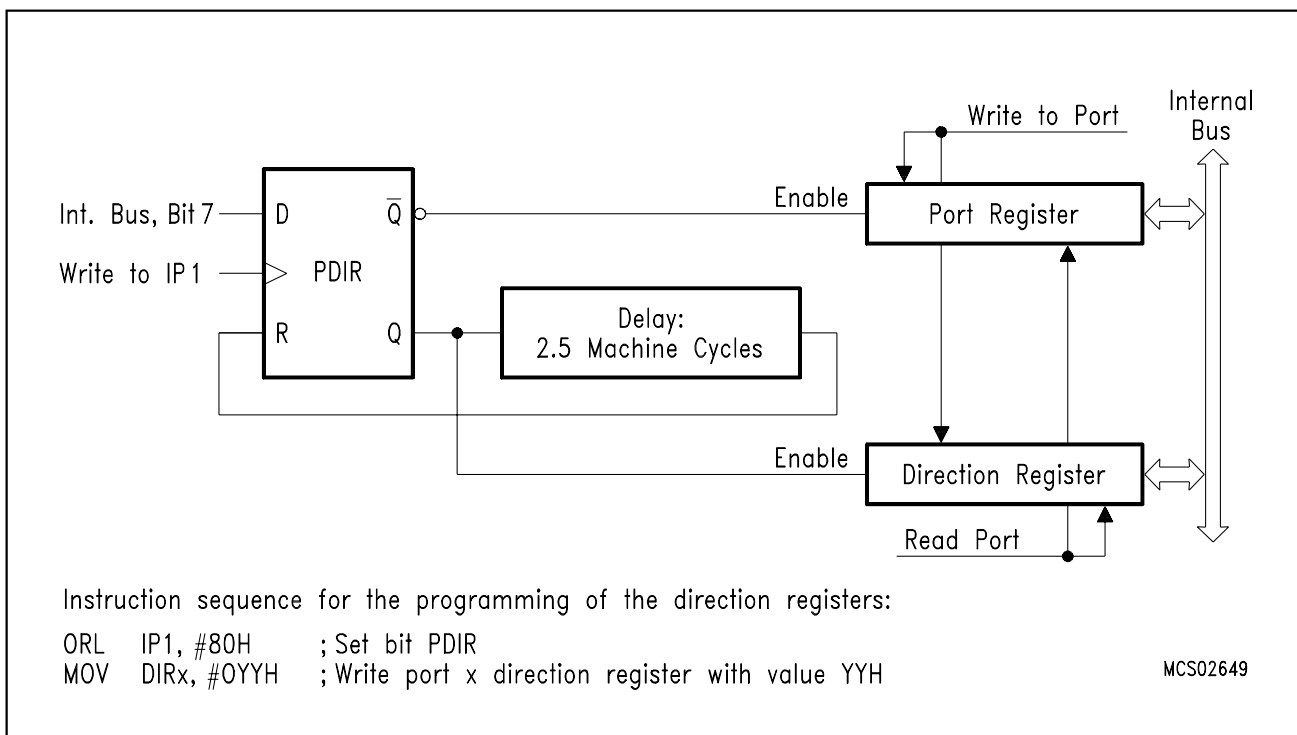 Write to Port
Internal
Bus
Int. Bus, Bit 7
D
Q
Enable
Port Register
Write to IP1
PDIR
R
Q
Delay:
2.5 Machine Cycles
Enable
Direction Register
Read Port
Instruction sequence for the programming of the direction registers:
ORL IP1, #80H ; Set bit PDIR
MOV DIRx, #0YYH ; Write port x direction register with value YYH
MCS02649